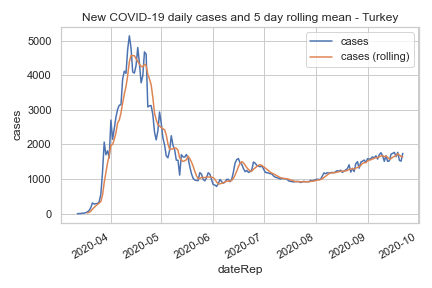 New COVID-19 daily cases and 5 day rolling mean - Turkey
cases
cases (rolling)
5000
4000
3000
2000
1000
0
cases
2020-04
2020-05
2020-06
2020-07
2020-08
2020-09
2020-10
dateRep